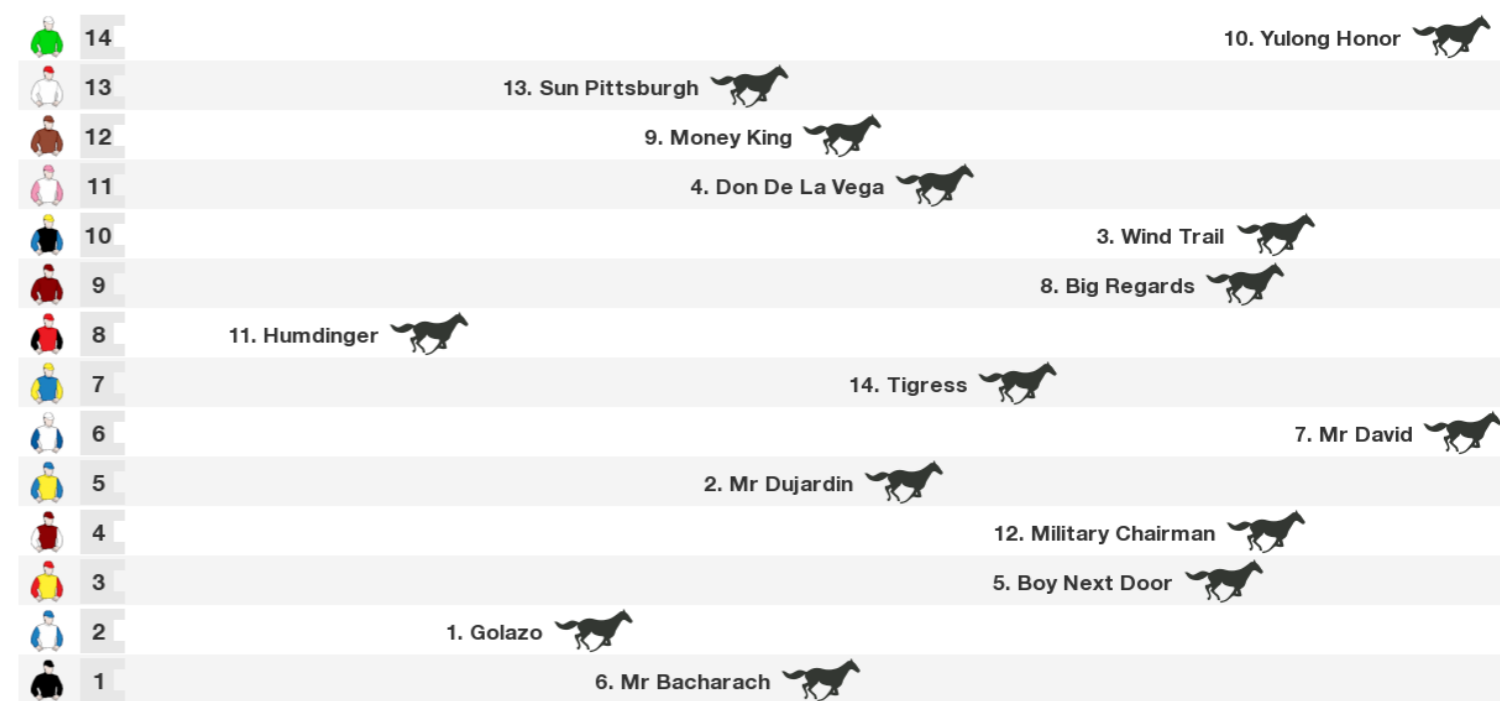 14 10. Yulong Honor
13 13. Sun Pittsburgh
12 9. Money King
11 4. Don De La Vega
10 3. Wind Trail
9 8. Big Regards
8 11. Humdinger
7 14. Tigress
6 7. Mr David
5 2. Mr Dujardin
4 12. Military Chairman
3 5. Boy Next Door
2 1. Golazo
1 6. Mr Bacharach